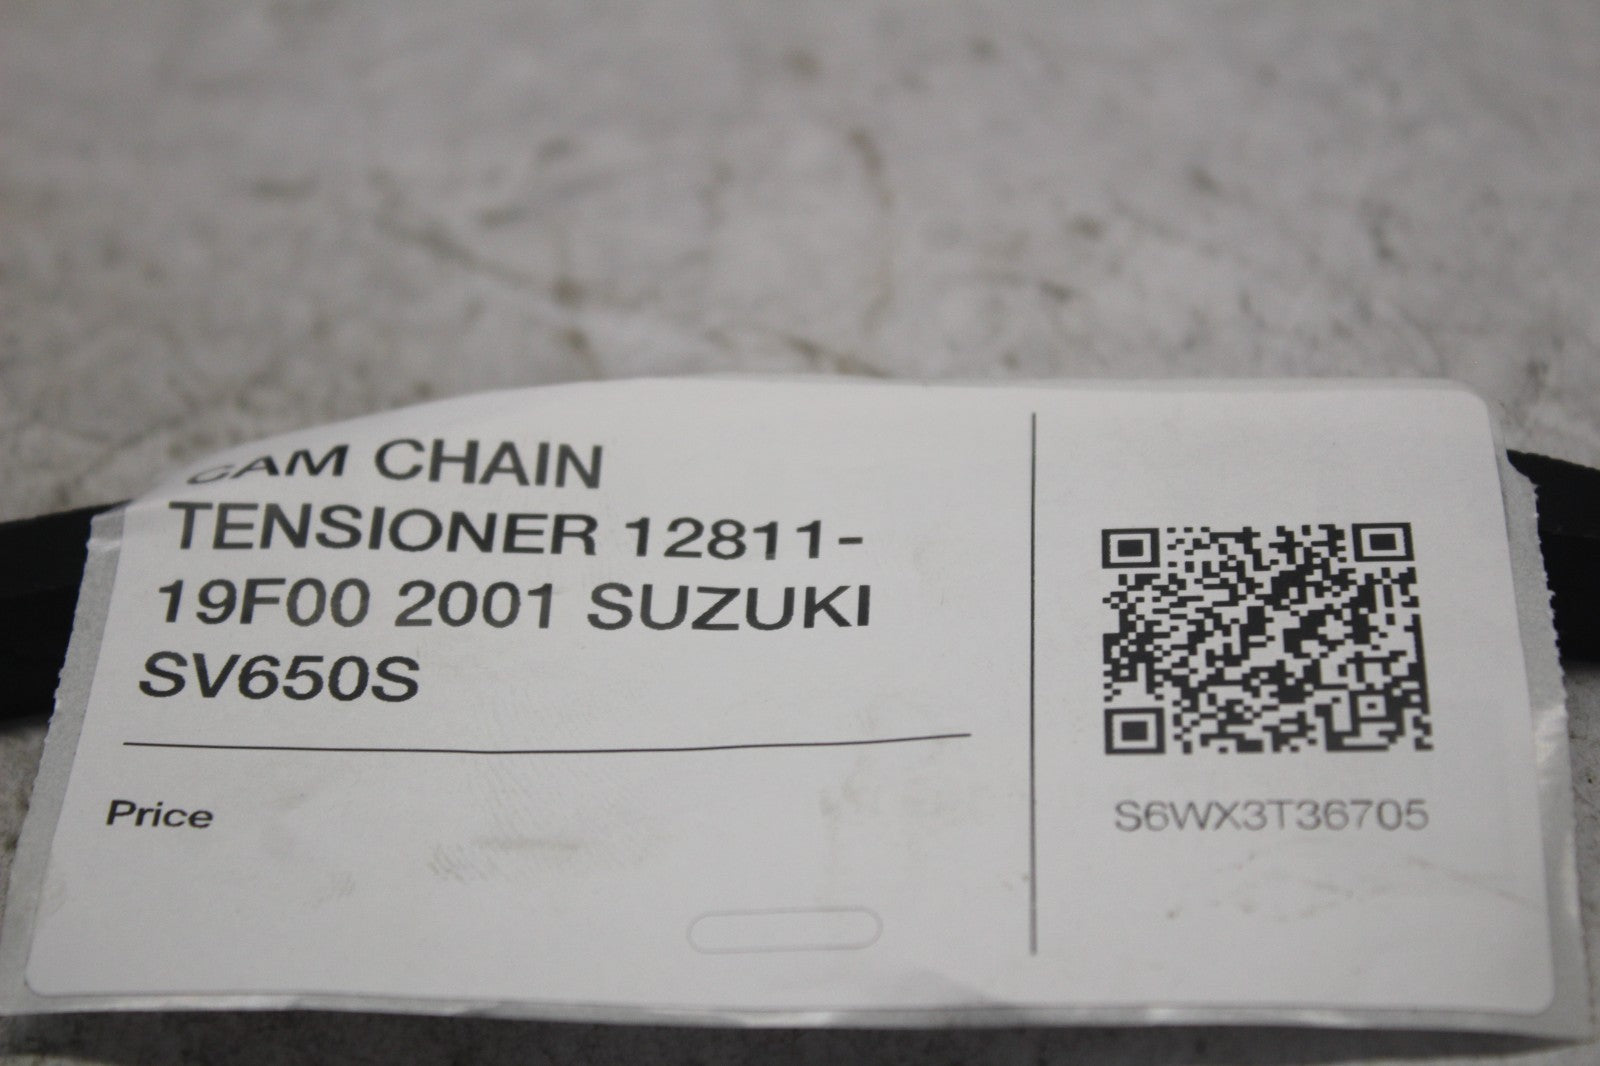 CAM CHAIN
TENSIONER 12811-
19F00 2001 SUZUKI
SV650S
Price
S6WX3T36705